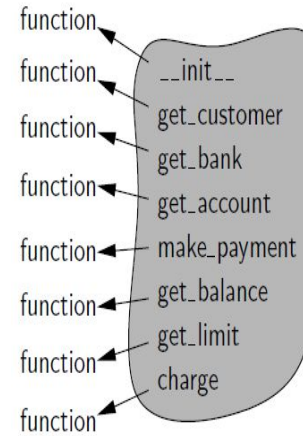 function
__init__
function
get_customer
function
get_bank
function
get_account
function
make_payment
function
get_balance
function
get_limit
function
charge